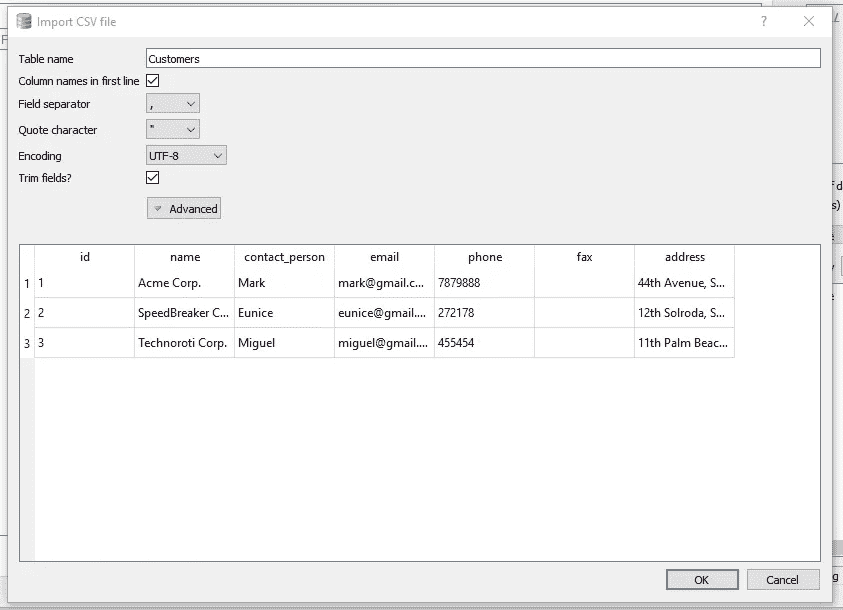 Import CSV file
Table name Customers
Column names in first line
Field separator ,
Quote character "
Encoding UTF-8
Trim fields?
Advanced
id name contact_person email phone fax address
1 1 Acme Corp. Mark mark@gmail.c... 7879888 44th Avenue, S...
2 2 SpeedBreaker C... Eunice eunice@gmail.... 272178 12th Solroda, S...
3 3 Technoroti Corp. Miguel miguel@gmail.... 455454 11th Palm Beac...
OK Cancel